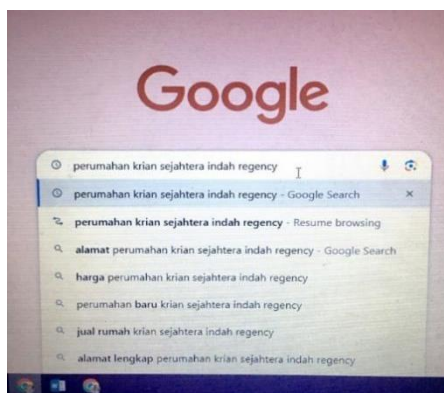 Google
perumahan krian sejahtera indah regency
perumahan krian sejahtera indah regency - Google Search
perumahan krian sejahtera indah regency - Resume browsing
alamat perumahan krian sejahtera indah regency - Google Search
harga perumahan krian sejahtera indah regency
perumahan baru krian sejahtera indah regency
jual rumah krian sejahtera indah regency
alamat lengkap perumahan krian sejahtera indah regency